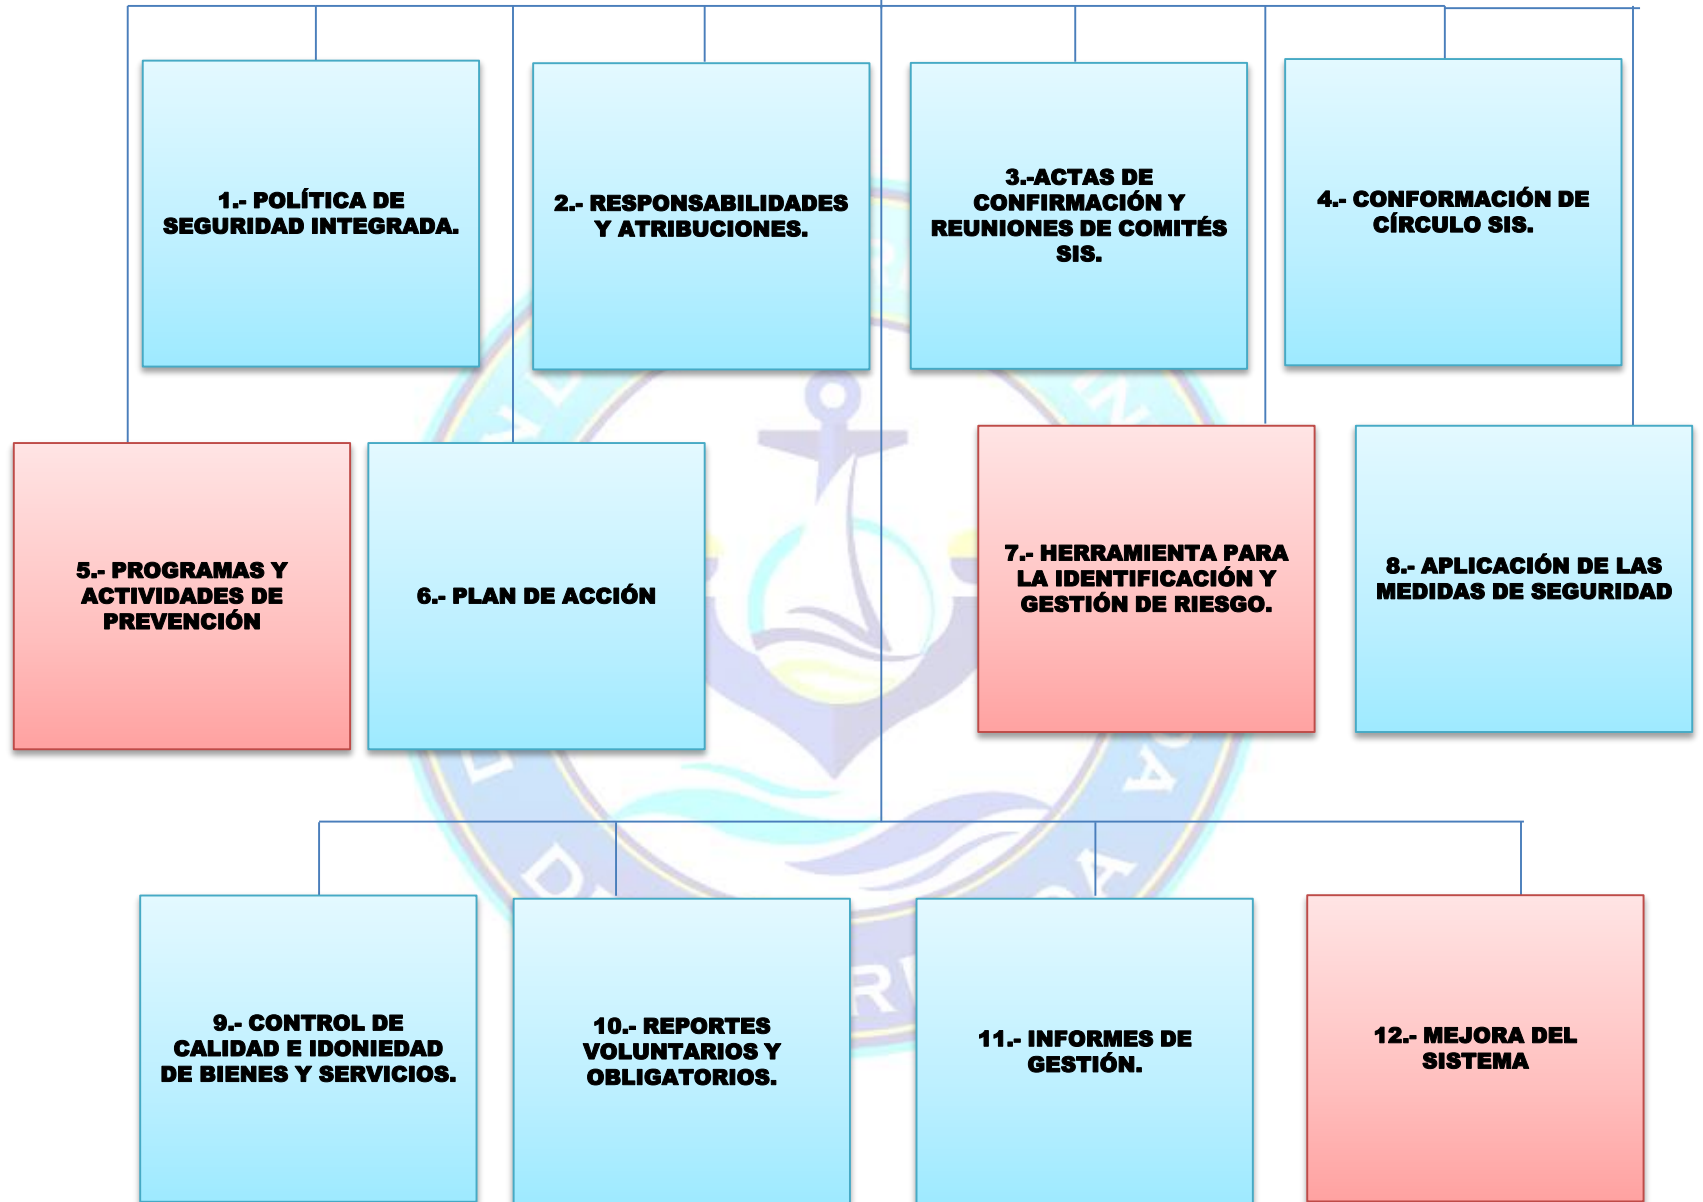 1.- POLÍTICA DE
SEGURIDAD INTEGRADA.
2.- RESPONSABILIDADES
Y ATRIBUCIONES.
3.-ACTAS DE
CONFIRMACIÓN Y
REUNIONES DE COMITÉS
SIS.
4.- CONFORMACIÓN DE
CÍRCULO SIS.
5.- PROGRAMAS Y
ACTIVIDADES DE
PREVENCIÓN
6.- PLAN DE ACCIÓN
7.- HERRAMIENTA PARA
LA IDENTIFICACIÓN Y
GESTIÓN DE RIESGO.
8.- APLICACIÓN DE LAS
MEDIDAS DE SEGURIDAD
9.- CONTROL DE
CALIDAD E IDONIEDAD
DE BIENES Y SERVICIOS.
10.- REPORTES
VOLUNTARIOS Y
OBLIGATORIOS.
11.- INFORMES DE
GESTIÓN.
12.- MEJORA DEL
SISTEMA